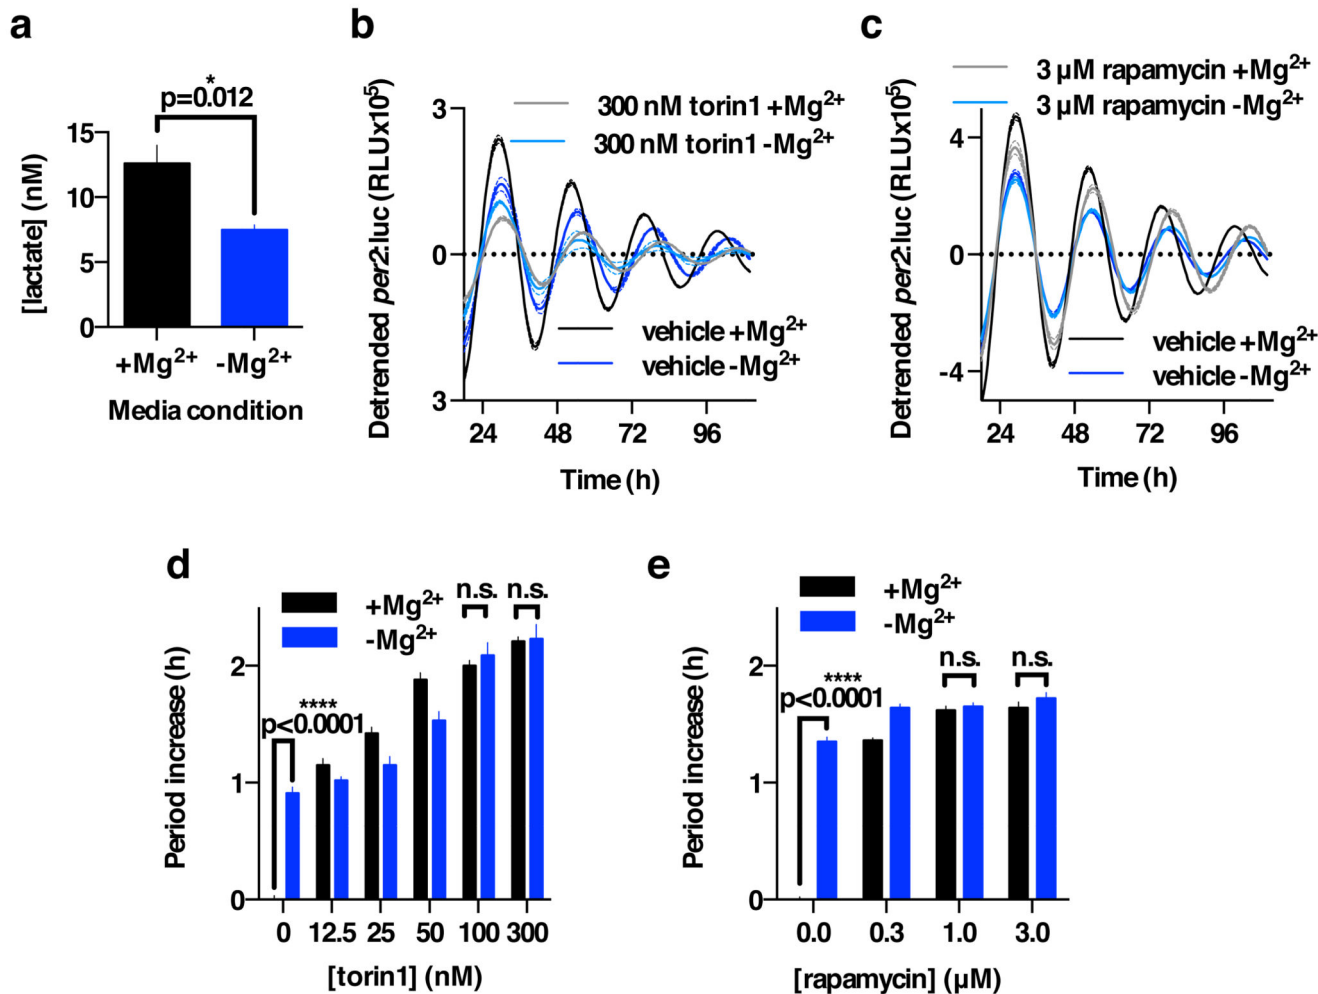 a
*
p=0.012
15
10
5
0
[lactate] (nM)
+Mg²⁺ -Mg²⁺
Media condition
b
3
0
3
Detrended per2.luc (RLUx10⁵)
300 nM torin1 +Mg²⁺
300 nM torin1 -Mg²⁺
vehicle +Mg²⁺
vehicle -Mg²⁺
24 48 72 96
Time (h)
c
3 µM rapamycin +Mg²⁺
3 µM rapamycin -Mg²⁺
4
0
-4
Detrended per2.luc (RLUx10⁵)
vehicle +Mg²⁺
vehicle -Mg²⁺
24 48 72 96
Time (h)
d
+Mg²⁺
-Mg²⁺
n.s. n.s.
****
p<0.0001
2
1
0
Period increase (h)
0 12.5 25 50 100 300
[torin1] (nM)
e
+Mg²⁺
-Mg²⁺
n.s. n.s.
****
p<0.0001
2
1
0
Period increase (h)
0.0 0.3 1.0 3.0
[rapamycin] (µM)